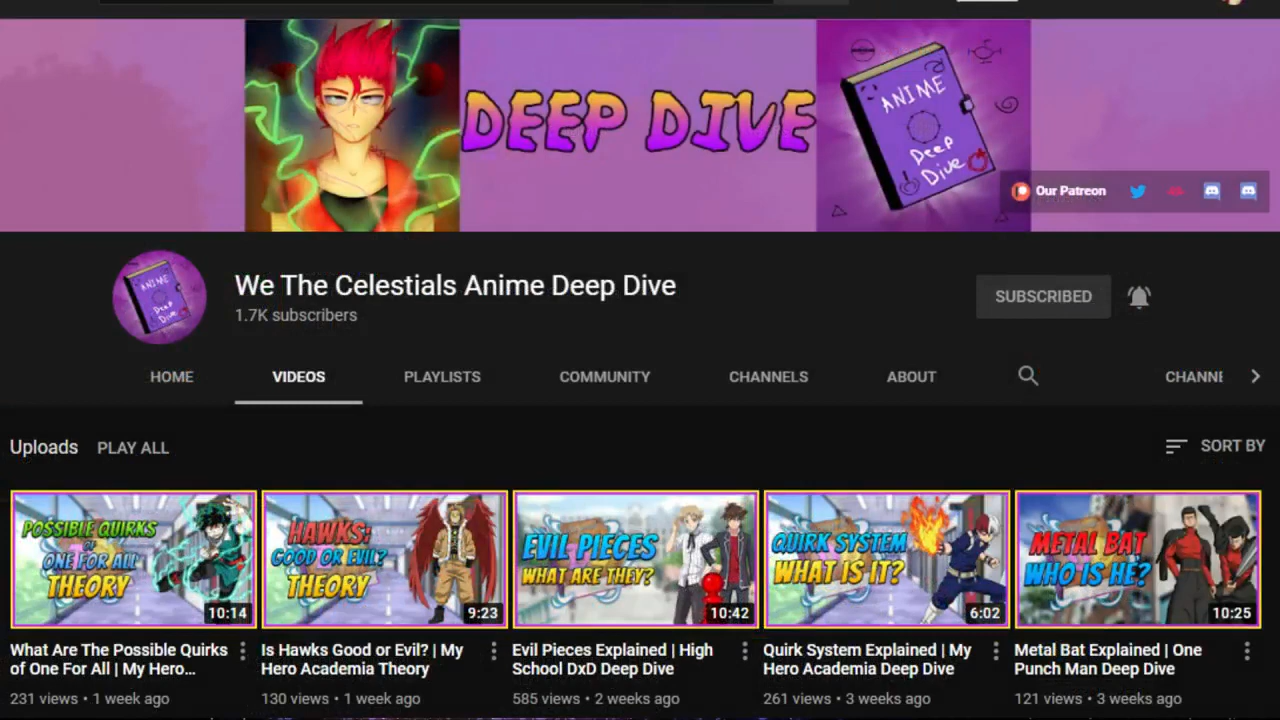 DEEP DIVE
ANIME
Deep
Dive
Our Patreon
ANIME
Deep
Dive
We The Celestials Anime Deep Dive
1.7K subscribers
SUBSCRIBED
HOME VIDEOS PLAYLISTS COMMUNITY CHANNELS ABOUT CHANNE
Uploads PLAY ALL SORT BY
POSSIBLE QUIRKS
OF
ONE FOR ALL
THEORY
10:14
HAWKS:
GOOD OR EVIL?
THEORY
9:23
EVIL PIECES
WHAT ARE THEY?
10:42
QUIRK SYSTEM
WHAT IS IT?
6:02
METAL BAT
WHO IS HE?
10:25
What Are The Possible Quirks
of One For All | My Hero...
231 views • 1 week ago
Is Hawks Good or Evil? | My
Hero Academia Theory
130 views • 1 week ago
Evil Pieces Explained | High
School DxD Deep Dive
585 views • 2 weeks ago
Quirk System Explained | My
Hero Academia Deep Dive
261 views • 3 weeks ago
Metal Bat Explained | One
Punch Man Deep Dive
121 views • 3 weeks ago